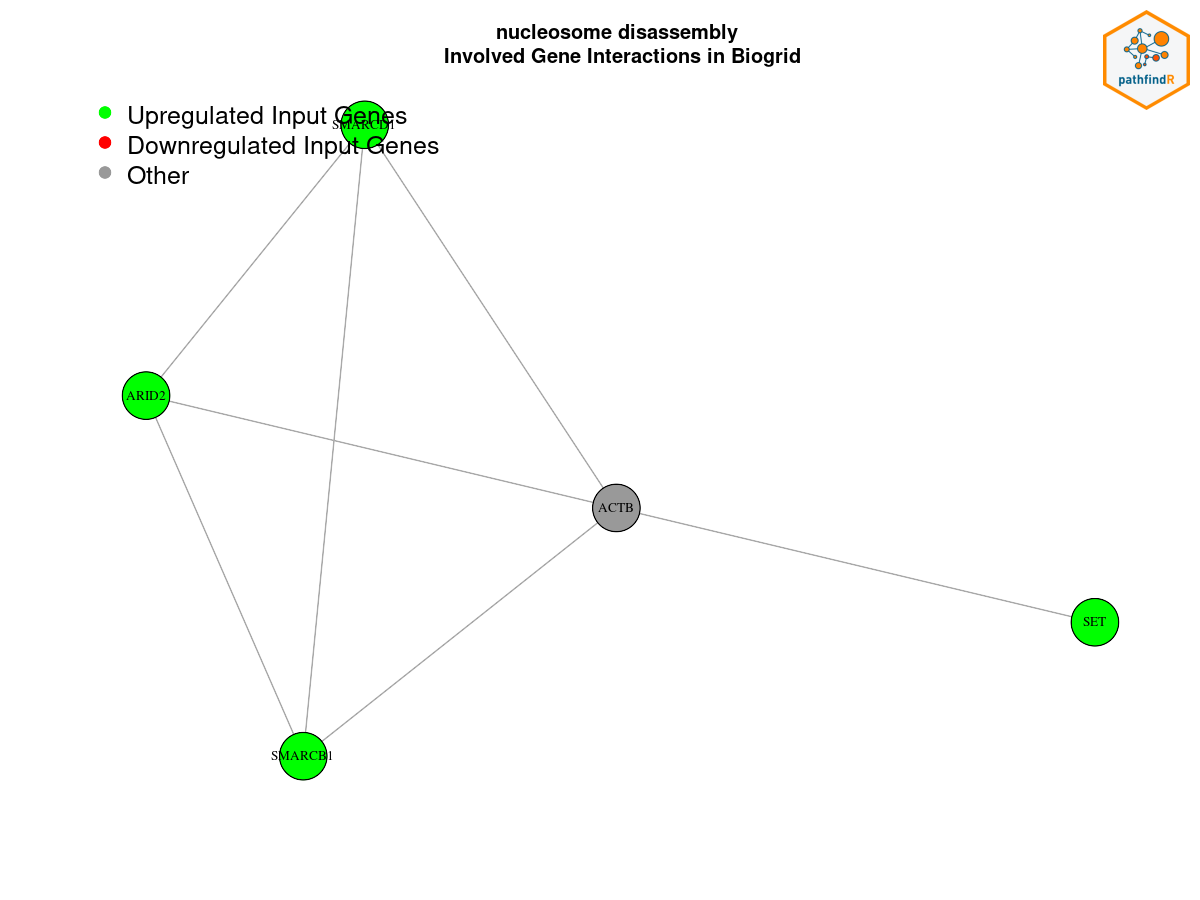 nucleosome disassembly
Involved Gene Interactions in Biogrid
pathfindR
Upregulated Input Genes
SMARCD1
Downregulated Input Genes
Other
ARID2
ACTB
SET
SMARCB1